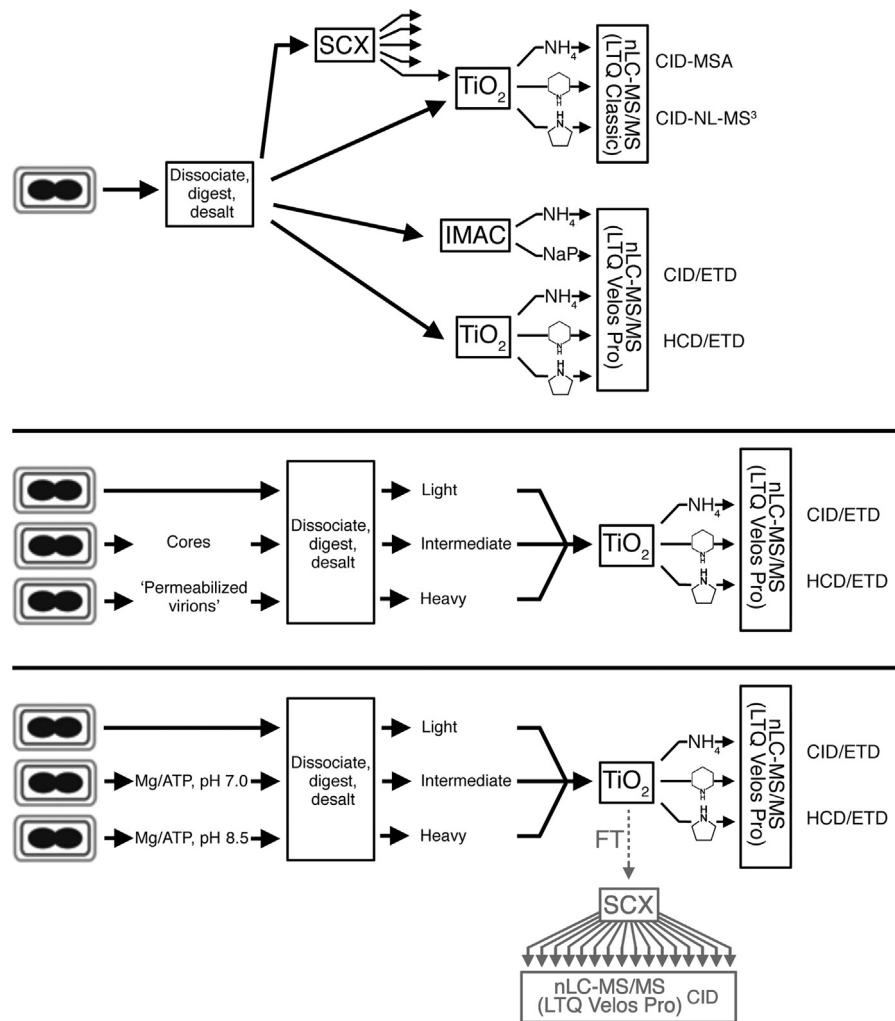 SCX
TiO2
NH4
N
H
H
N
nLC-MS/MS
(LTQ Classic)
CID-MSA
CID-NL-MS³
Dissociate,
digest,
desalt
IMAC
NH4
NaP
TiO2
NH4
N
H
H
N
nLC-MS/MS
(LTQ Velos Pro)
CID/ETD
HCD/ETD
Cores
'Permeabilized
virions'
Dissociate,
digest,
desalt
Light
Intermediate
Heavy
TiO2
NH4
N
H
H
N
nLC-MS/MS
(LTQ Velos Pro)
CID/ETD
HCD/ETD
Mg/ATP, pH 7.0
Mg/ATP, pH 8.5
Dissociate,
digest,
desalt
Light
Intermediate
Heavy
TiO2
NH4
N
H
H
N
nLC-MS/MS
(LTQ Velos Pro)
CID/ETD
HCD/ETD
FT
SCX
nLC-MS/MS
(LTQ Velos Pro) CID